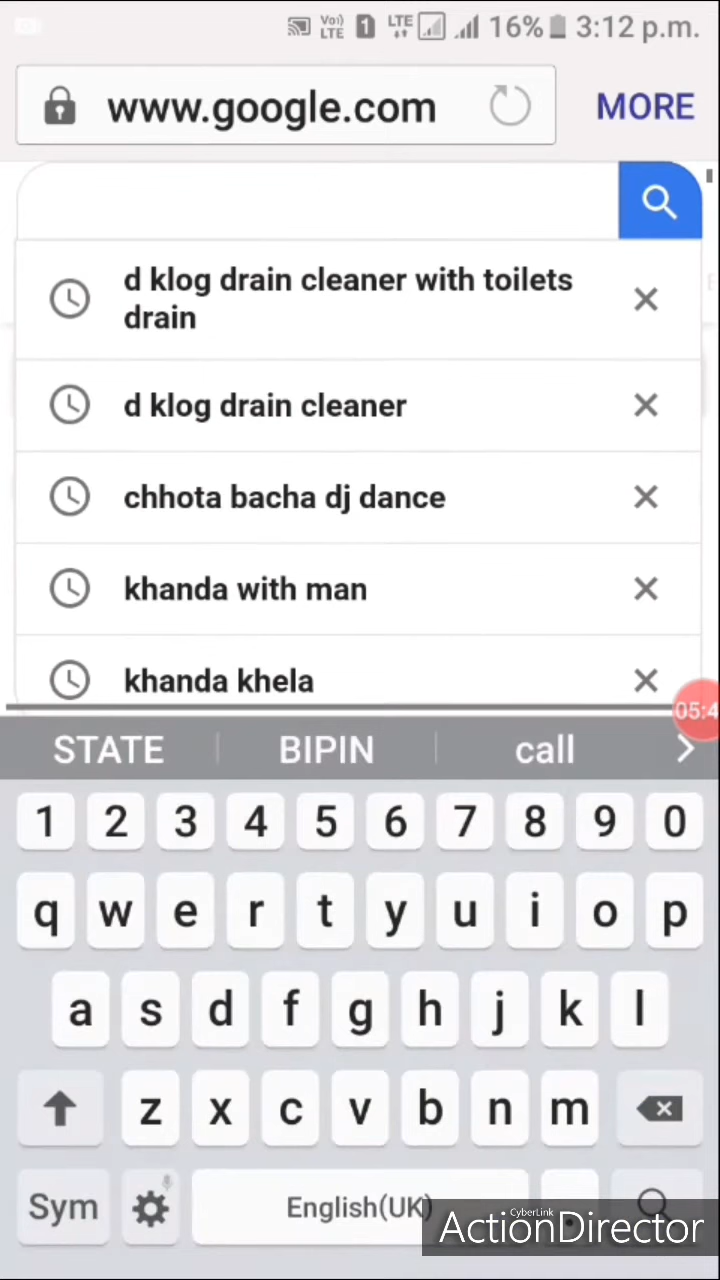 Vo)) LTE 1 LTE 16% 3:12 p.m.
www.google.com MORE
d klog drain cleaner with toilets
drain
d klog drain cleaner
chhota bacha dj dance
khanda with man
khanda khela
05:4
STATE BIPIN call
1 2 3 4 5 6 7 8 9 0
q w e r t y u i o p
a s d f g h j k l
z x c v b n m
Sym English(UK) .
CyberLink
ActionDirector